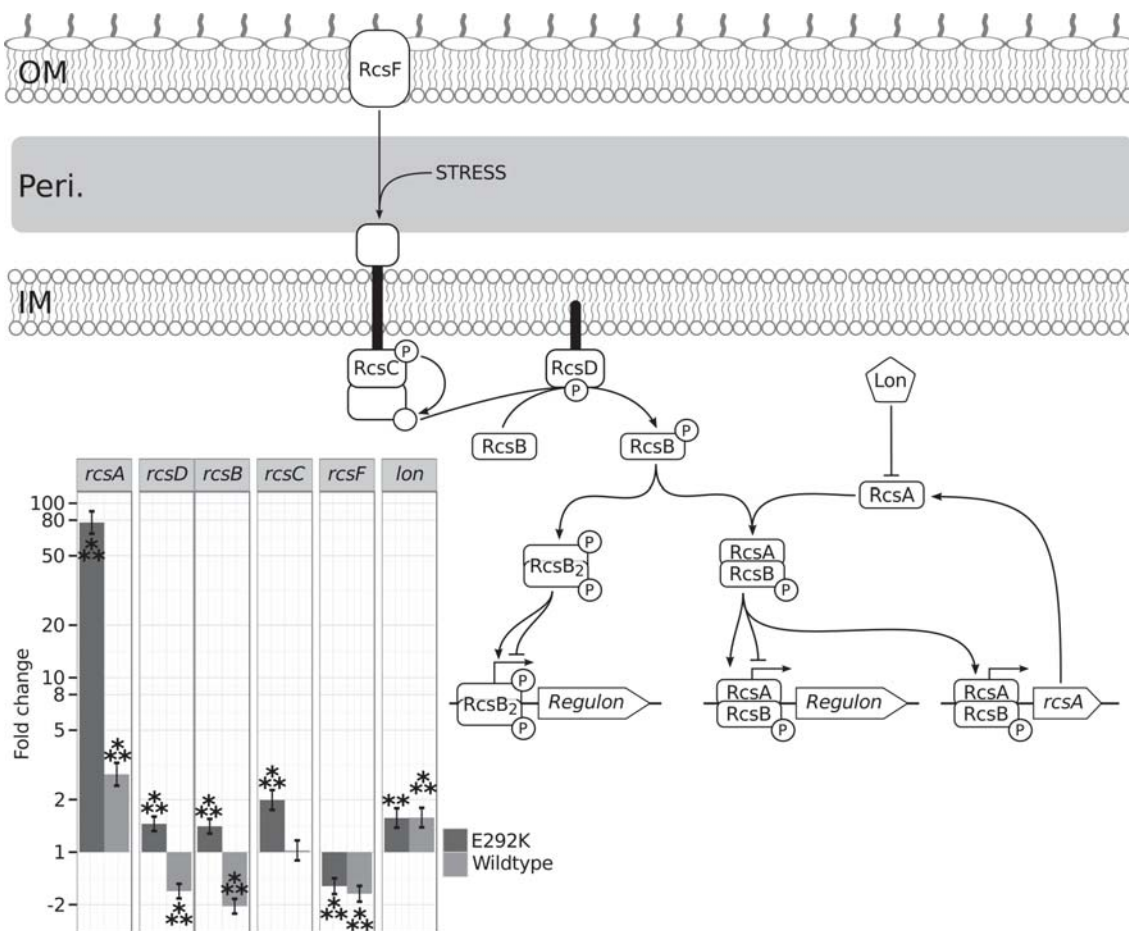 OM
RcsF
Peri.
STRESS
IM
P
RcsC
RcsD
P
Lon
RcsB
RcsB
P
RcsA
rcsA rcsD rcsB rcsC rcsF lon
100
80
50
20
10
8
5
2
1
-2
Fold change
***
***
***
***
***
***
***
***
***
**
***
E292K
Wildtype
RcsB2
P
P
RcsA
RcsB
P
RcsB2
P
P
Regulon
RcsA
RcsB
P
Regulon
RcsA
RcsB
P
rcsA